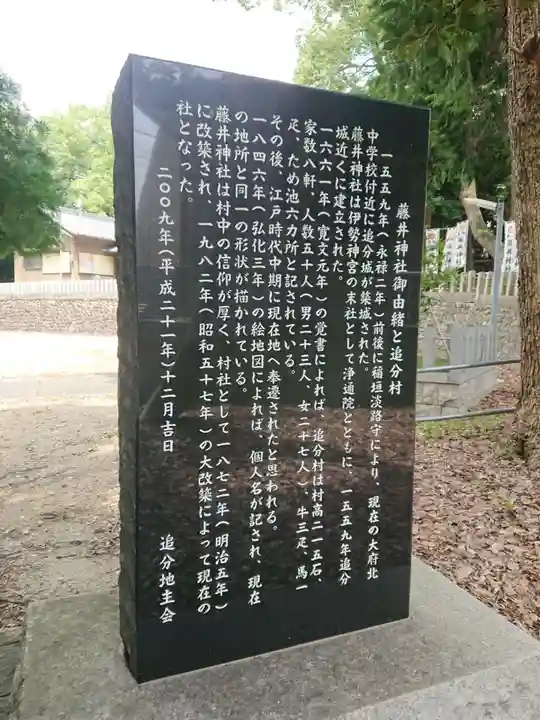 藤井神社御由緒と追分村
一五五九年(永禄二年)前後に稲垣淡路守により、現在の大府北
中学校付近に追分城が築城された。
藤井神社は伊勢神宮の末社として浄通院とともに、一五五九年追分
城近くに建立された。
一六六一年(寛文元年)の覚書によれば、追分村は村高二一五石、
家数八軒、人数五十人(男二十三人、女二十七人)、牛三疋、馬一
疋、ため池六カ所と記されている。
その後、江戸時代中期に現在地へ奉遷されたと思われる。
一八四六年(弘化三年)の絵地図によれば、個人名が記され、現在
の地所と同一の形状が描かれている。
藤井神社は村中の信仰が厚く、村社として一八七二年(明治五年)
に改築され、一九八二年(昭和五十七年)の大改築によって現在の
社となった。
二〇〇九年(平成二十一年)十二月吉日
追分地主会